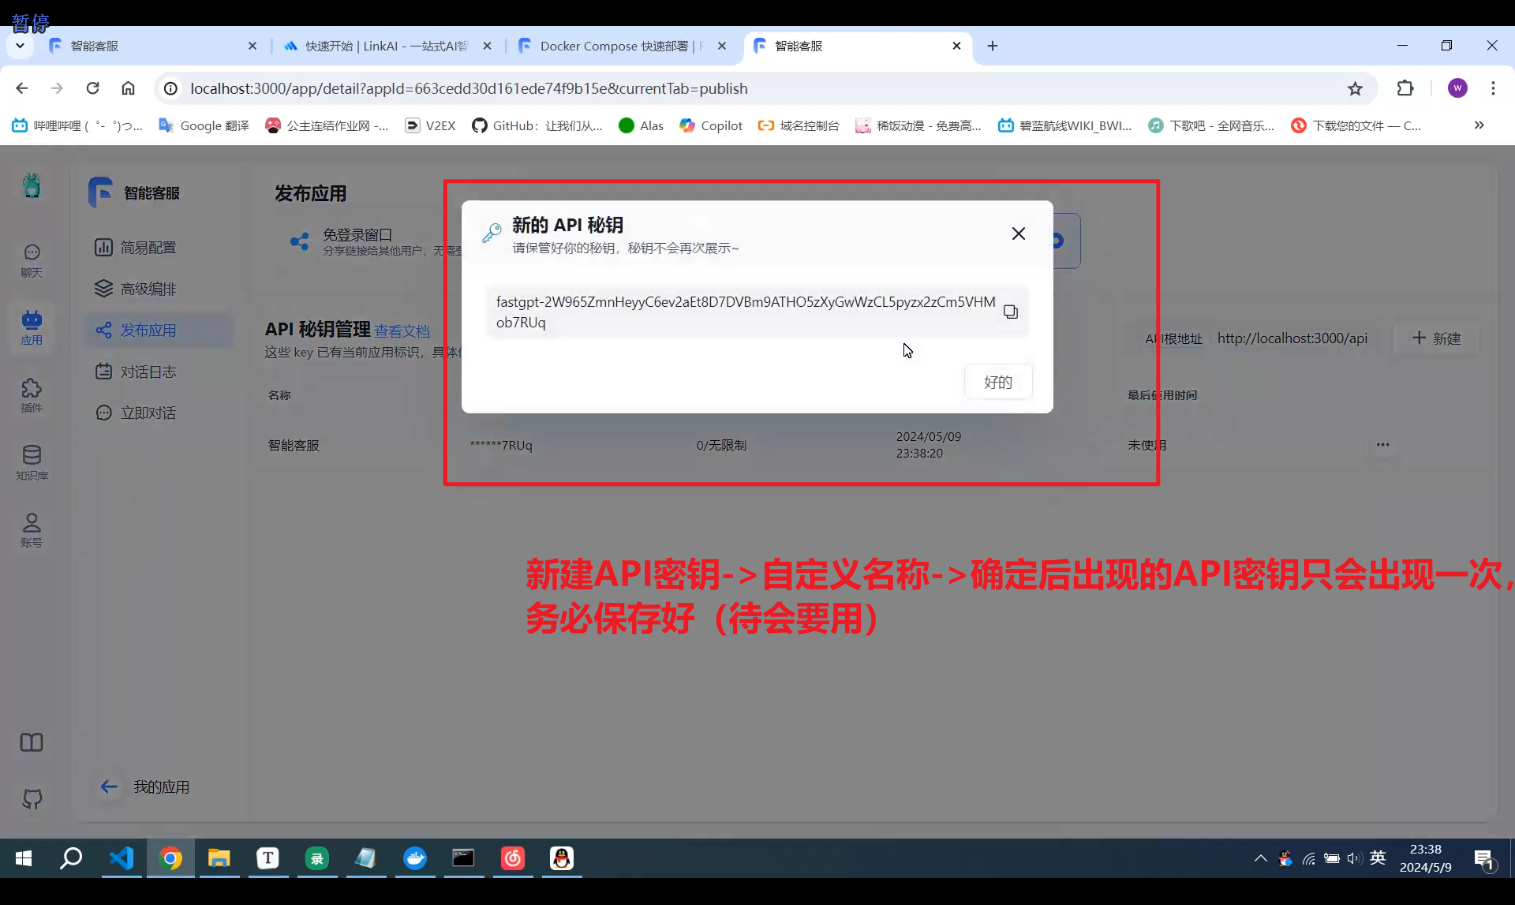 暂停
智能客服
快速开始 | LinkAI - 一站式AI智
Docker Compose 快速部署 | F
智能客服
localhost:3000/app/detail?appId=663cedd30d161ede74f9b15e&currentTab=publish
W
哔哩哔哩 ( ゜- ゜)つ...
Google 翻译
公主连结作业网 -...
V2EX
GitHub：让我们从...
Alas
Copilot
域名控制台
稀饭动漫 - 免费高...
碧蓝航线WIKI_BWI...
下歌吧 - 全网音乐...
下载您的文件 — C...
智能客服
发布应用
免登录窗口
分享链接给其他用户，无需登
新的 API 秘钥
请保管好你的秘钥，秘钥不会再次展示~
fastgpt-2W965ZmnHeyyC6ev2aEt8D7DVBm9ATHO5zXyGwWzCL5pyzx2zCm5VHM
ob7RUq
好的
聊天
应用
插件
知识库
账号
简易配置
高级编排
发布应用
对话日志
立即对话
API 秘钥管理 查看文档
这些 key 已有当前应用标识，具体
API根地址 http://localhost:3000/api
新建
名称
最后使用时间
智能客服
******7RUq
0/无限制
2024/05/09
23:38:20
未使用
新建API密钥->自定义名称->确定后出现的API密钥只会出现一次，
务必保存好（待会要用）
我的应用
T
录
英
23:38
2024/5/9
1